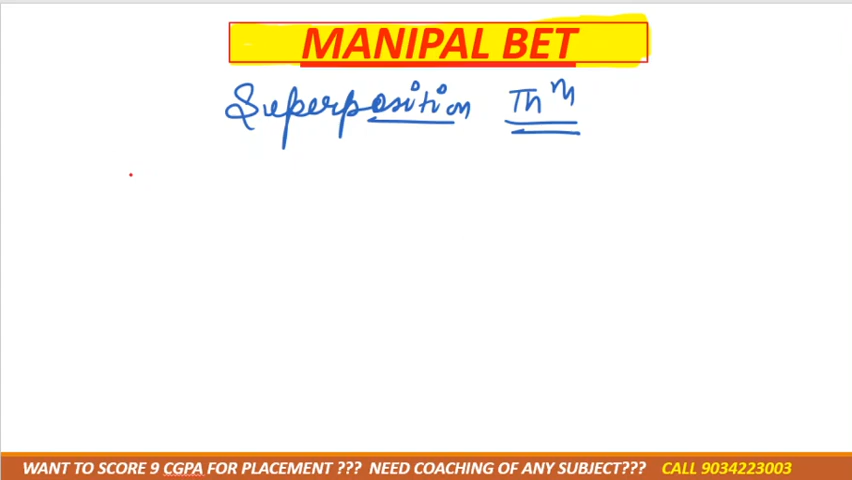 MANIPAL BET
Superposition Thm
WANT TO SCORE 9 CGPA FOR PLACEMENT ??? NEED COACHING OF ANY SUBJECT??? CALL 9034223003